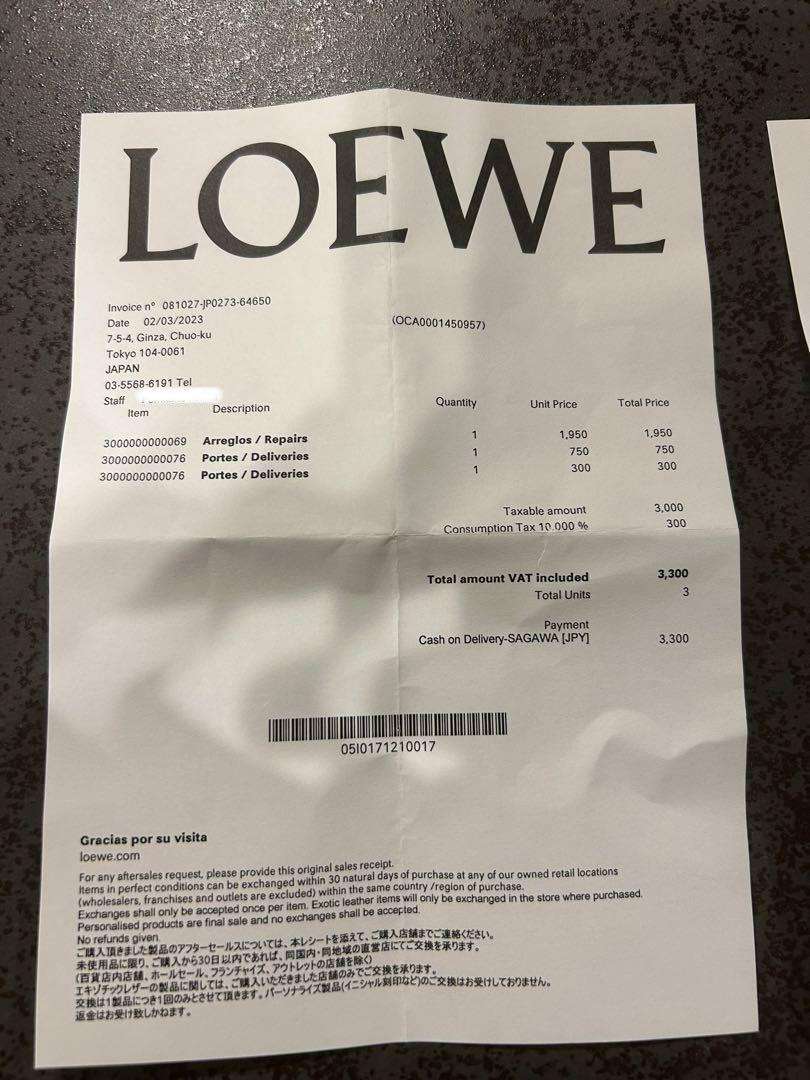 LOEWE
Invoice n° 081027-JP0273-64650
Date 02/03/2023
(OCA0001450957)
7-5-4, Ginza, Chuo-ku
Tokyo 104-0061
JAPAN
03-5568-6191 Tel
Staff
Item Description Quantity Unit Price Total Price
3000000000069 Arreglos / Repairs 1 1,950 1,950
3000000000076 Portes / Deliveries 1 750 750
3000000000076 Portes / Deliveries 1 300 300
Taxable amount 3,000
Consumption Tax 10.000 % 300
Total amount VAT included 3,300
Total Units 3
Payment
Cash on Delivery-SAGAWA [JPY] 3,300
05I0171210017
Gracias por su visita
loewe.com
For any aftersales request, please provide this original sales receipt.
Items in perfect conditions can be exchanged within 30 natural days of purchase at any of our owned retail locations
(wholesalers, franchises and outlets are excluded) within the same country /region of purchase.
Exchanges shall only be accepted once per item. Exotic leather items will only be exchanged in the store where purchased.
Personalised products are final sale and no exchanges shall be accepted.
No refunds given.
ご購入頂きました製品のアフターセールスについては、本レシートを添えて、ご購入店舗までご連絡ください。
未使用品に限り、ご購入から30日以内であれば、同国内・同地域の直営店にてご交換を承ります。
(百貨店内店舗、ホールセール、フランチャイズ、アウトレットの店舗を除く)
エキゾチックレザーの製品に関しては、ご購入いただきました店舗のみでご交換を承ります。
交換は1製品につき1回のみとさせて頂きます。パーソナライズ製品(イニシャル刻印など)のご交換はお受けしておりません。
返金はお受け致しかねます。